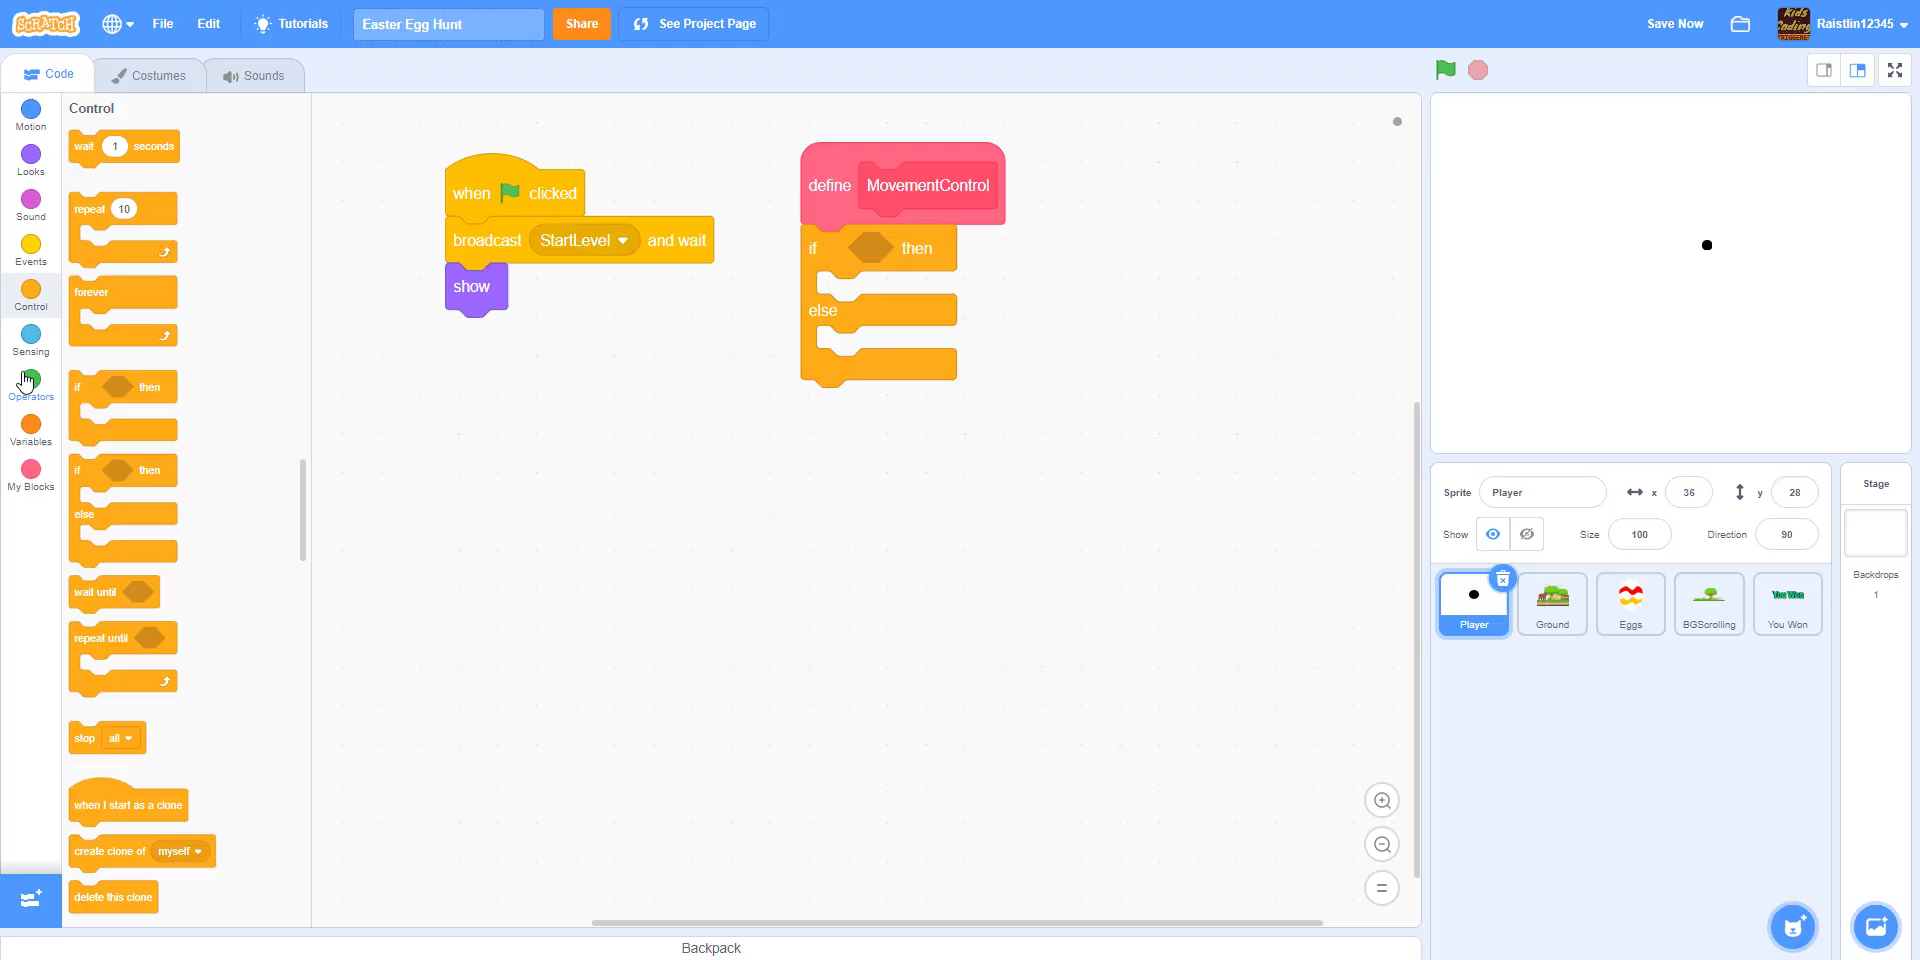 SCRATCH
File
Edit
Tutorials
Easter Egg Hunt
Share
See Project Page
Save Now
Raistlin12345
Code
Costumes
Sounds
Motion
Looks
Sound
Events
Control
Sensing
Operators
Variables
My Blocks
Control
wait 1 seconds
repeat 10
forever
if then
if then
else
wait until
repeat until
stop all
when I start as a clone
create clone of myself
delete this clone
when clicked
broadcast StartLevel and wait
show
define MovementControl
if then
else
Sprite Player x 36 y 28
Show Size 100 Direction 90
Player
Ground
Eggs
BGScrolling
You Won
You Won
Stage
Backdrops
1
Backpack